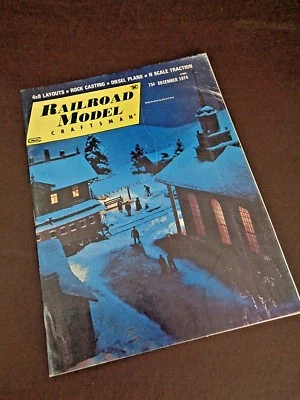 4x8 LAYOUTS • ROCK CASTING • DIESEL PLANS • N SCALE TRACTION
75¢ DECEMBER 1974
RAILROAD
MODEL
CRAFTSMAN